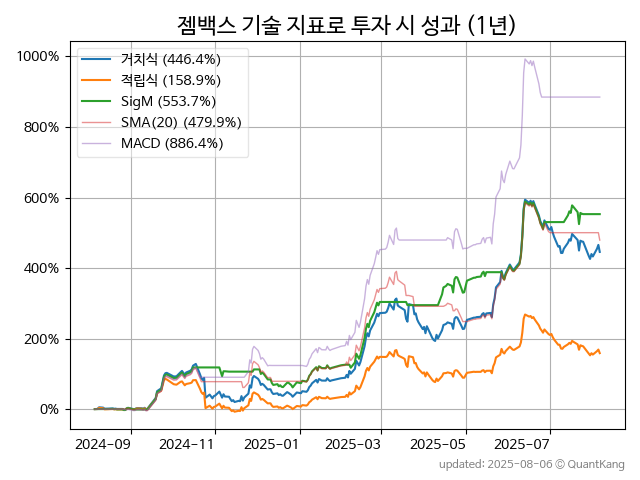 젬백스 기술 지표로 투자 시 성과 (1년)
1000%
800%
600%
400%
200%
0%
거치식 (446.4%)
적립식 (158.9%)
SigM (553.7%)
SMA(20) (479.9%)
MACD (886.4%)
2024-09
2024-11
2025-01
2025-03
2025-05
2025-07
updated: 2025-08-06 © QuantKang